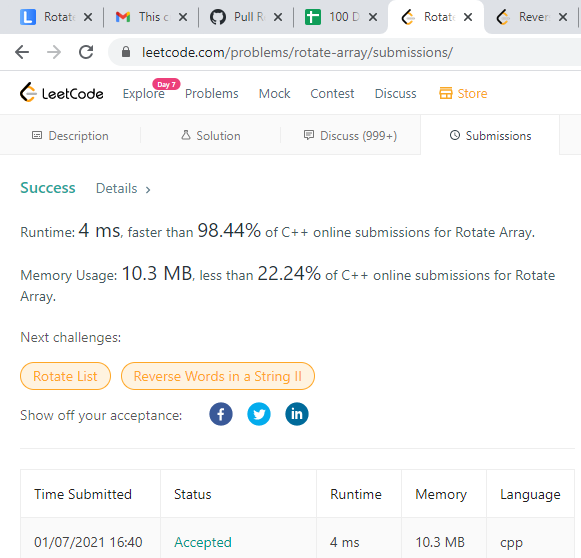 Rotate
This c
Pull R
100 D
Rotate
Rever
leetcode.com/problems/rotate-array/submissions/
LeetCode Explore Day 7 Problems Mock Contest Discuss Store
Description Solution Discuss (999+) Submissions
Success Details >
Runtime: 4 ms, faster than 98.44% of C++ online submissions for Rotate Array.
Memory Usage: 10.3 MB, less than 22.24% of C++ online submissions for Rotate
Array.
Next challenges:
Rotate List Reverse Words in a String II
Show off your acceptance:
Time Submitted Status Runtime Memory Language
01/07/2021 16:40 Accepted 4 ms 10.3 MB cpp